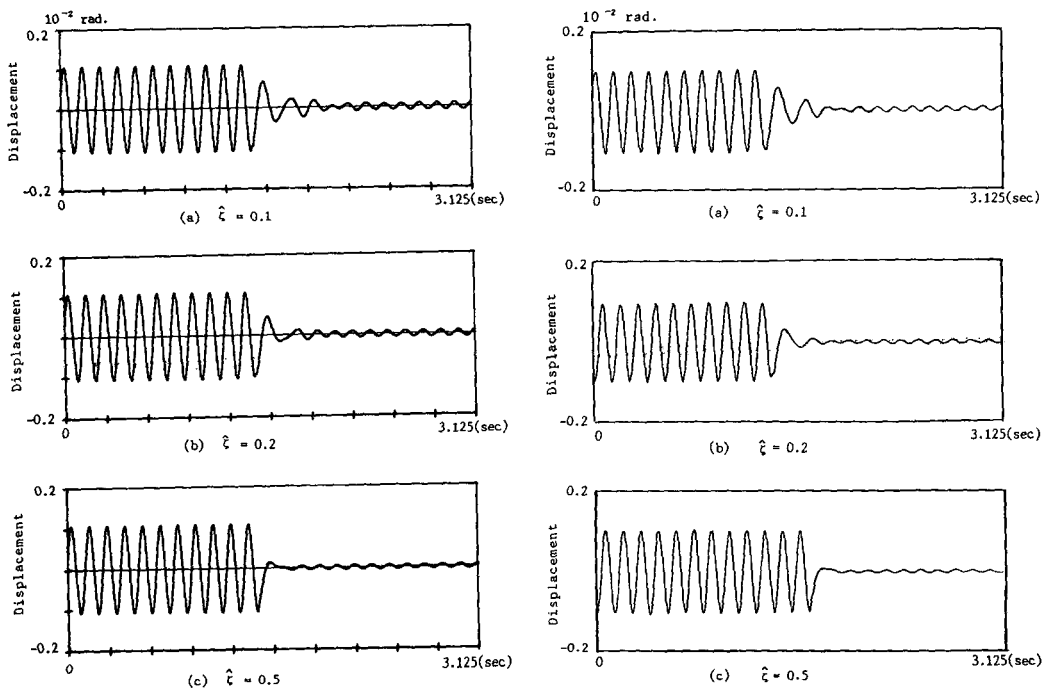 10⁻² rad.
0.2
Displacement
-0.2
0
3.125(sec)
(a) ζ̂ = 0.1
0.2
Displacement
-0.2
0
3.125(sec)
(b) ζ̂ = 0.2
0.2
Displacement
-0.2
0
3.125(sec)
(c) ζ̂ = 0.5
10⁻² rad.
0.2
Displacement
-0.2
0
3.125(sec)
(a) ζ̂ = 0.1
0.2
Displacement
-0.2
0
3.125(sec)
(b) ζ̂ = 0.2
0.2
Displacement
-0.2
0
3.125(sec)
(c) ζ̂ = 0.5